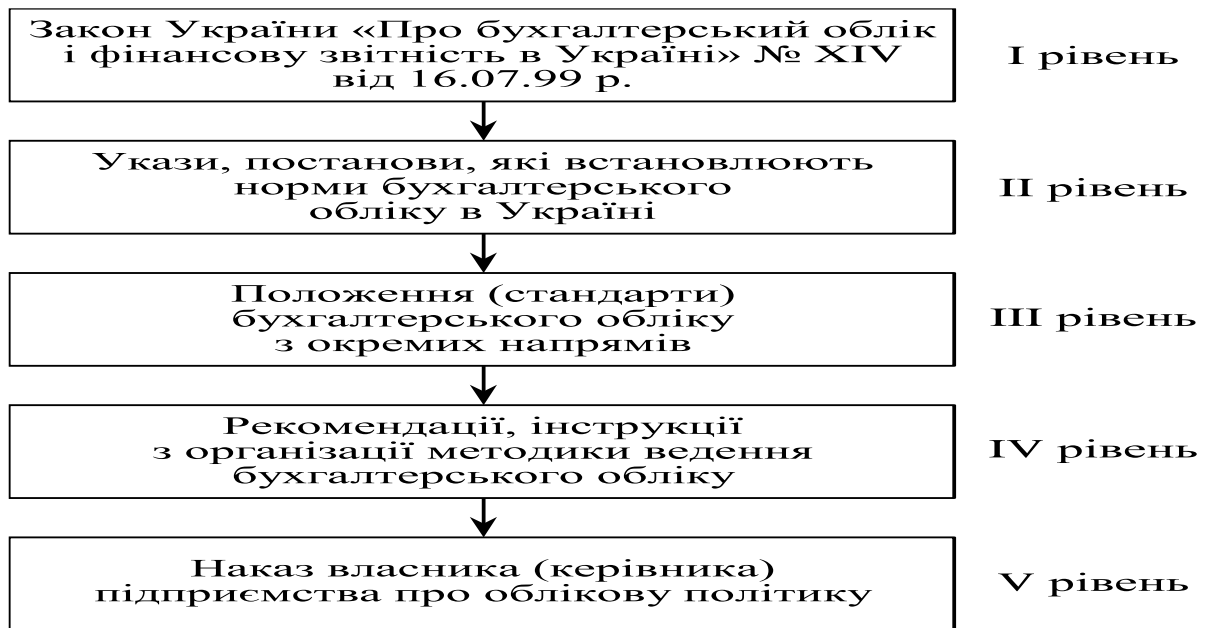 Закон України «Про бухгалтерський облік
і фінансову звітність в Україні» № XIV
від 16.07.99 р.
I рівень
Укази, постанови, які встановлюють
норми бухгалтерського
обліку в Україні
II рівень
Положення (стандарти)
бухгалтерського обліку
з окремих напрямів
III рівень
Рекомендації, інструкції
з організації методики ведення
бухгалтерського обліку
IV рівень
Наказ власника (керівника)
підприємства про облікову політику
V рівень